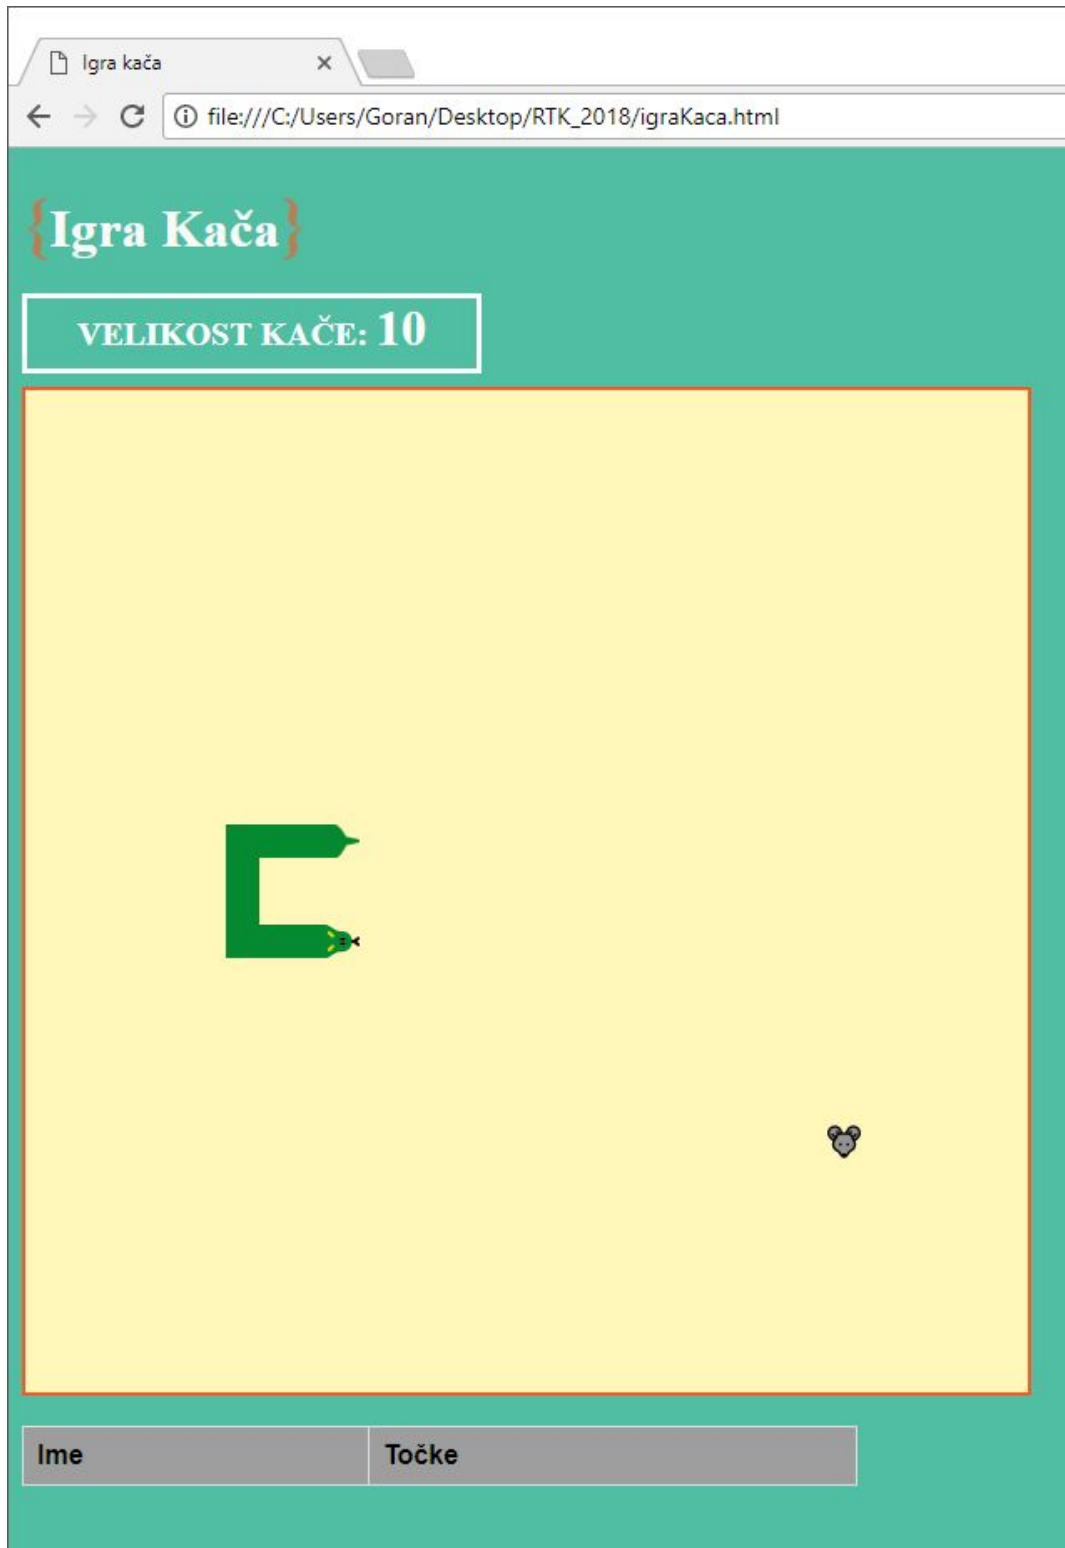 Igra kača
file:///C:/Users/Goran/Desktop/RTK_2018/igraKaca.html
{Igra Kača}
VELIKOST KAČE: 10
Ime Točke